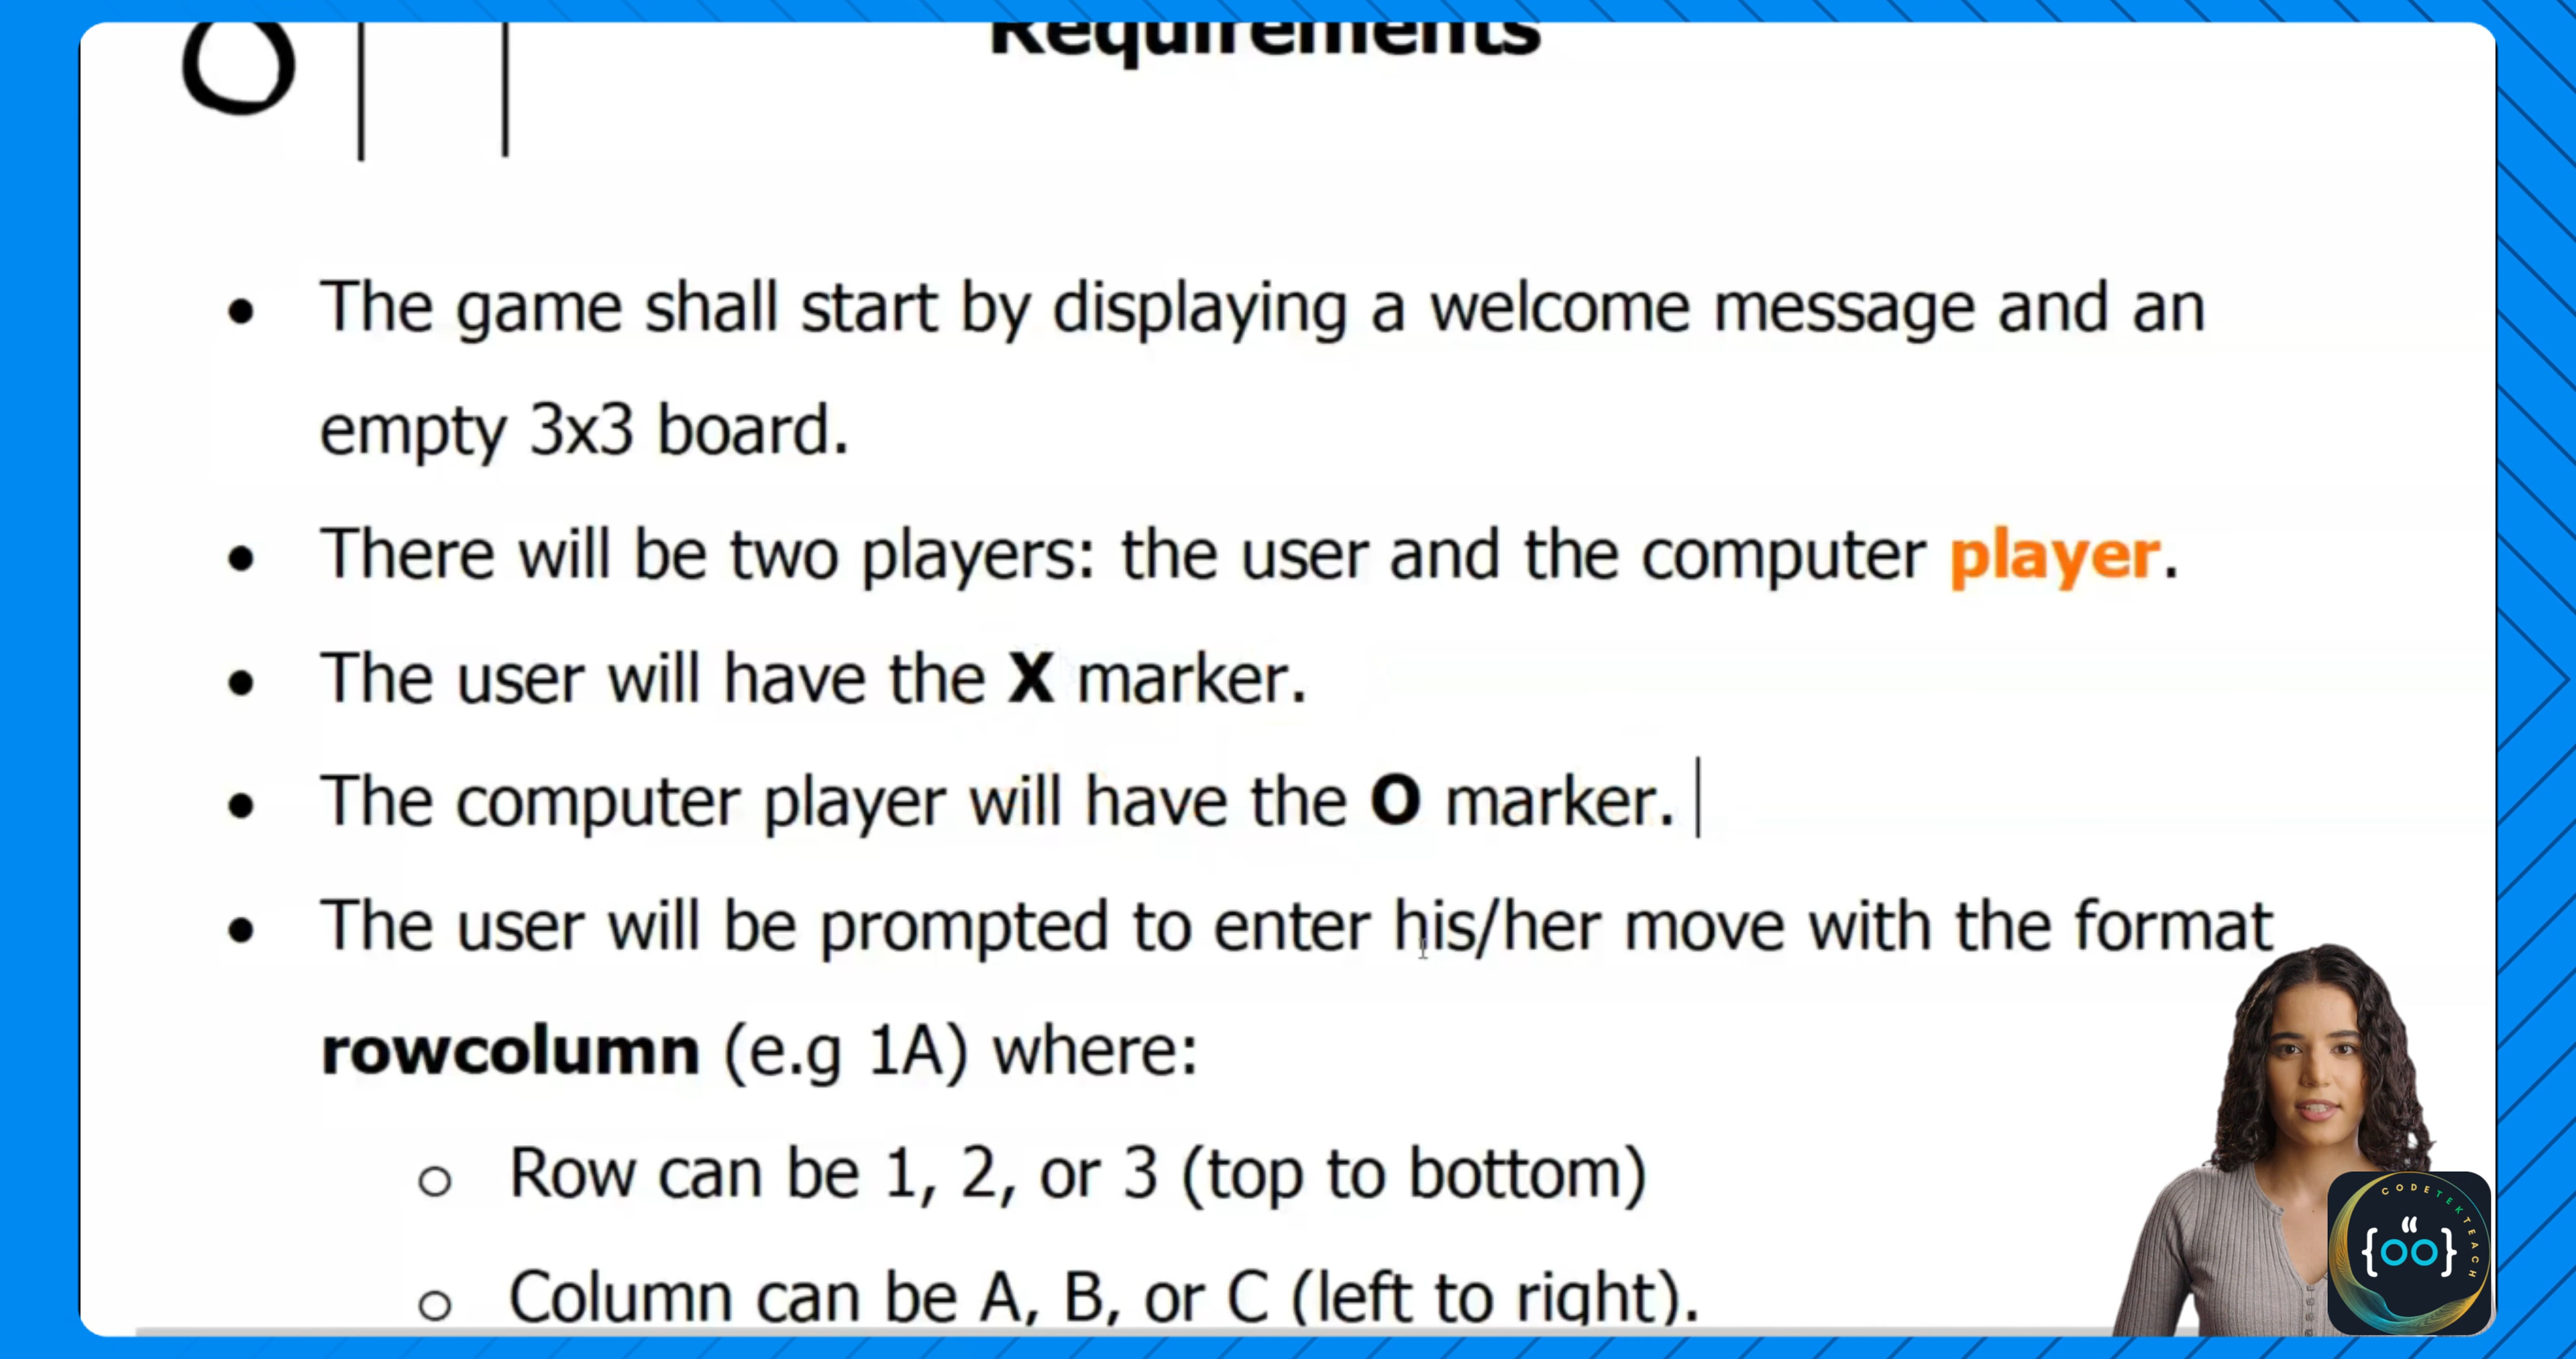 Requirements
O
• The game shall start by displaying a welcome message and an
empty 3x3 board.
• There will be two players: the user and the computer player.
• The user will have the X marker.
• The computer player will have the O marker.
• The user will be prompted to enter his/her move with the format
rowcolumn (e.g 1A) where:
o Row can be 1, 2, or 3 (top to bottom)
o Column can be A, B, or C (left to right).
CODETEKTEACH
“
{oo}